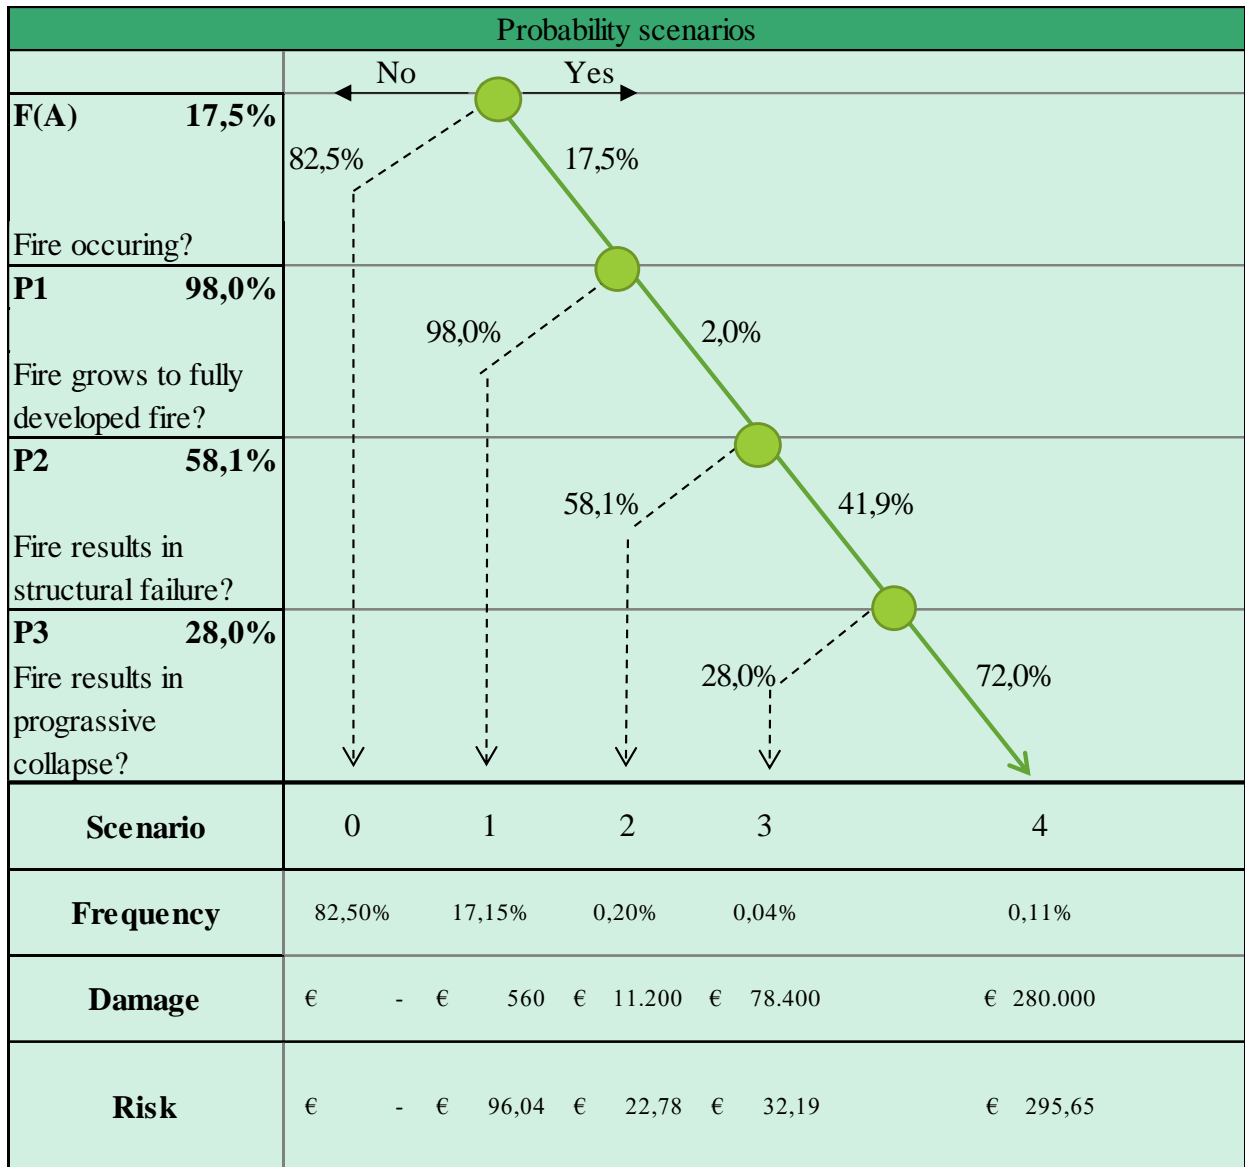 Probability scenarios
No Yes
F(A) 17,5%
82,5% 17,5%
Fire occuring?
P1 98,0%
98,0% 2,0%
Fire grows to fully
developed fire?
P2 58,1%
58,1% 41,9%
Fire results in
structural failure?
P3 28,0%
Fire results in
28,0% 72,0%
prograssive
collapse?
Scenario 0 1 2 3 4
Frequency 82,50% 17,15% 0,20% 0,04% 0,11%
Damage € - € 560 € 11.200 € 78.400 € 280.000
Risk € - € 96,04 € 22,78 € 32,19 € 295,65